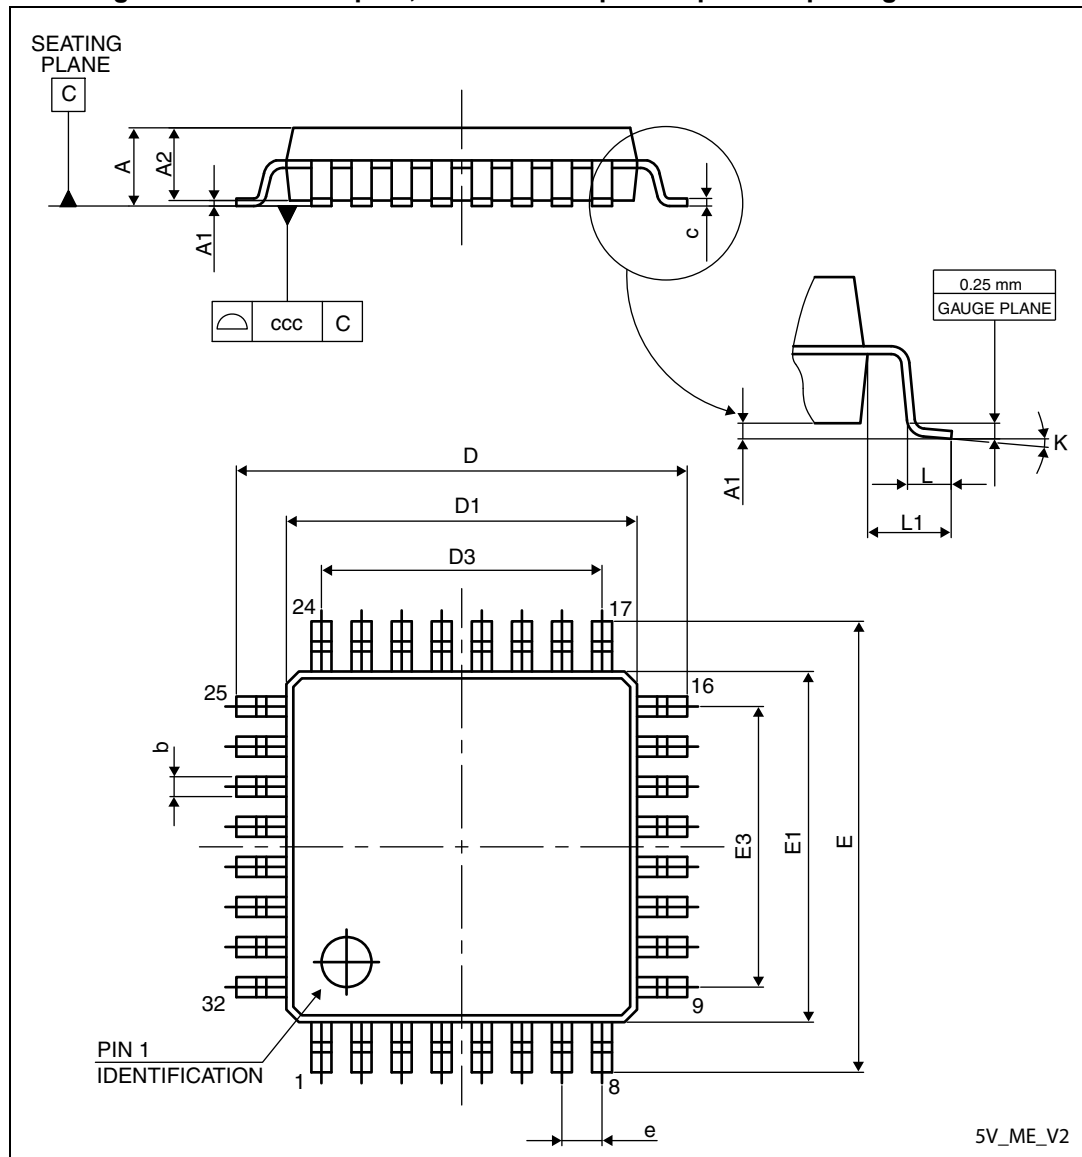 SEATING
PLANE
C
A
A2
A1
c
ccc C
0.25 mm
GAUGE PLANE
K
A1
L
L1
D
D1
D3
24
17
25
16
b
E3
E1
E
32
9
PIN 1
IDENTIFICATION
1
8
e
5V_ME_V2